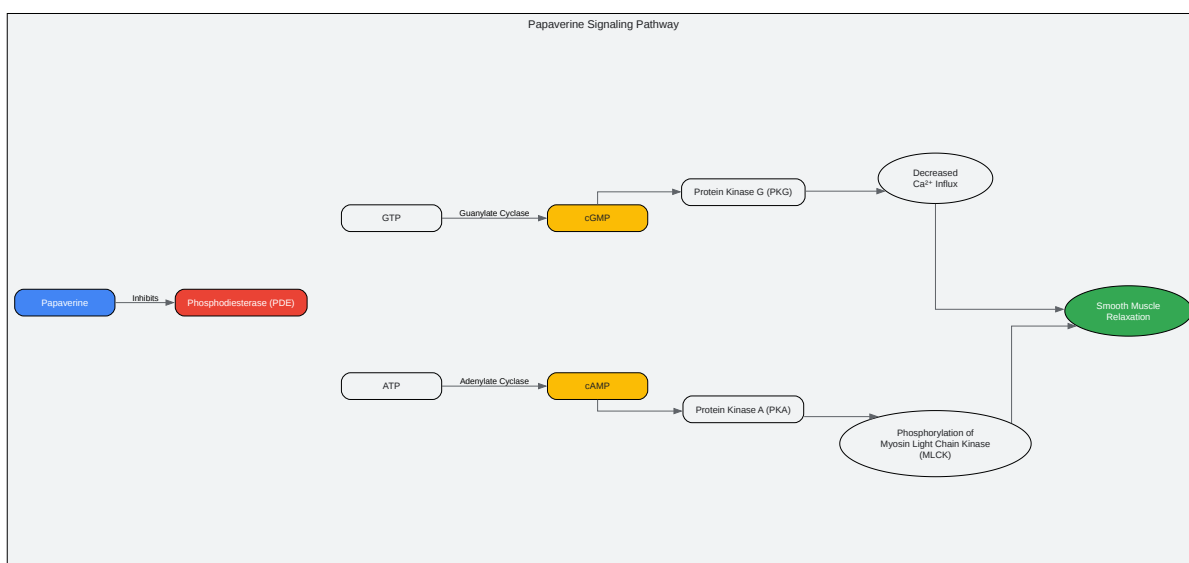 Papaverine Signaling Pathway
Papaverine
Inhibits
Phosphodiesterase (PDE)
GTP
Guanylate Cyclase
cGMP
Protein Kinase G (PKG)
Decreased
Ca²⁺ Influx
ATP
Adenylate Cyclase
cAMP
Protein Kinase A (PKA)
Phosphorylation of
Myosin Light Chain Kinase
(MLCK)
Smooth Muscle
Relaxation